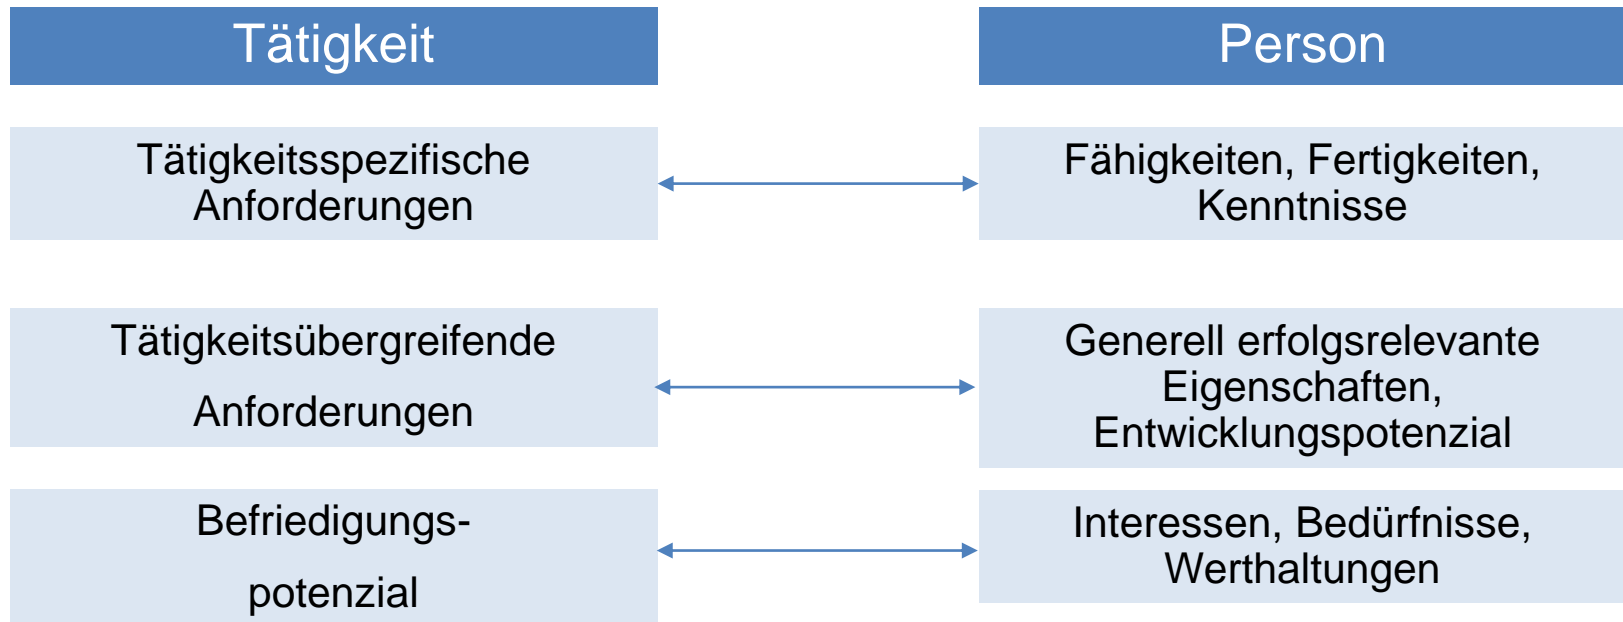 Tätigkeit
Person
Tätigkeitsspezifische
Anforderungen
Fähigkeiten, Fertigkeiten,
Kenntnisse
Tätigkeitsübergreifende
Anforderungen
Generell erfolgsrelevante
Eigenschaften,
Entwicklungspotenzial
Befriedigungs-
potenzial
Interessen, Bedürfnisse,
Werthaltungen